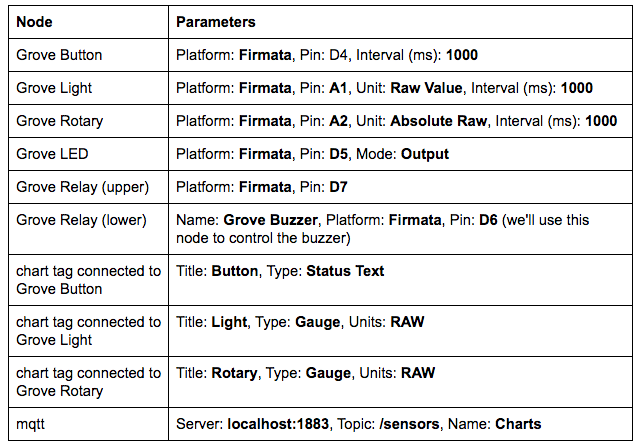 Node Parameters
Grove Button Platform: Firmata, Pin: D4, Interval (ms): 1000
Grove Light Platform: Firmata, Pin: A1, Unit: Raw Value, Interval (ms): 1000
Grove Rotary Platform: Firmata, Pin: A2, Unit: Absolute Raw, Interval (ms): 1000
Grove LED Platform: Firmata, Pin: D5, Mode: Output
Grove Relay (upper) Platform: Firmata, Pin: D7
Grove Relay (lower) Name: Grove Buzzer, Platform: Firmata, Pin: D6 (we'll use this
node to control the buzzer)
chart tag connected to Title: Button, Type: Status Text
Grove Button
chart tag connected to Title: Light, Type: Gauge, Units: RAW
Grove Light
chart tag connected to Title: Rotary, Type: Gauge, Units: RAW
Grove Rotary
mqtt Server: localhost:1883, Topic: /sensors, Name: Charts